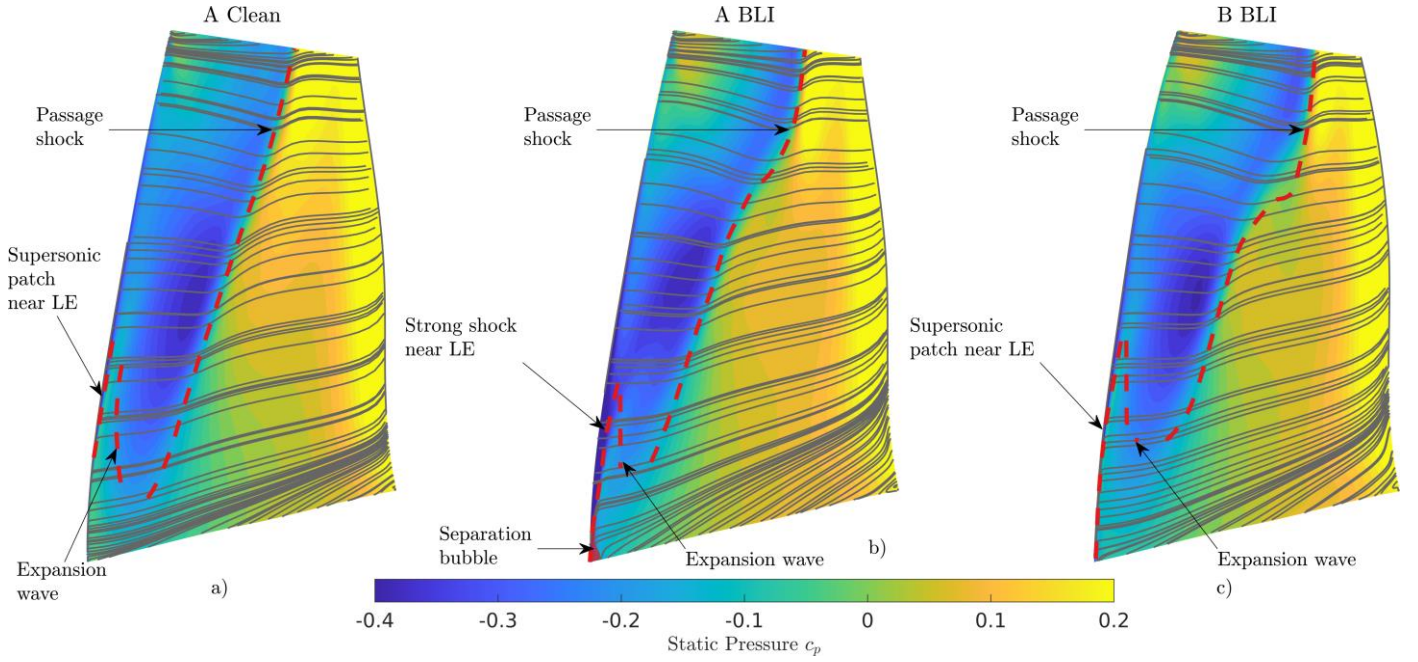 A Clean
A BLI
B BLI
Passage
shock
Passage
shock
Passage
shock
Supersonic
patch
near LE
Strong shock
near LE
Supersonic
patch near LE
Separation
bubble
Expansion wave
Expansion wave
Expansion
wave
a)
b)
c)
-0.4
-0.3
-0.2
-0.1
0
0.1
0.2
Static Pressure cₚ